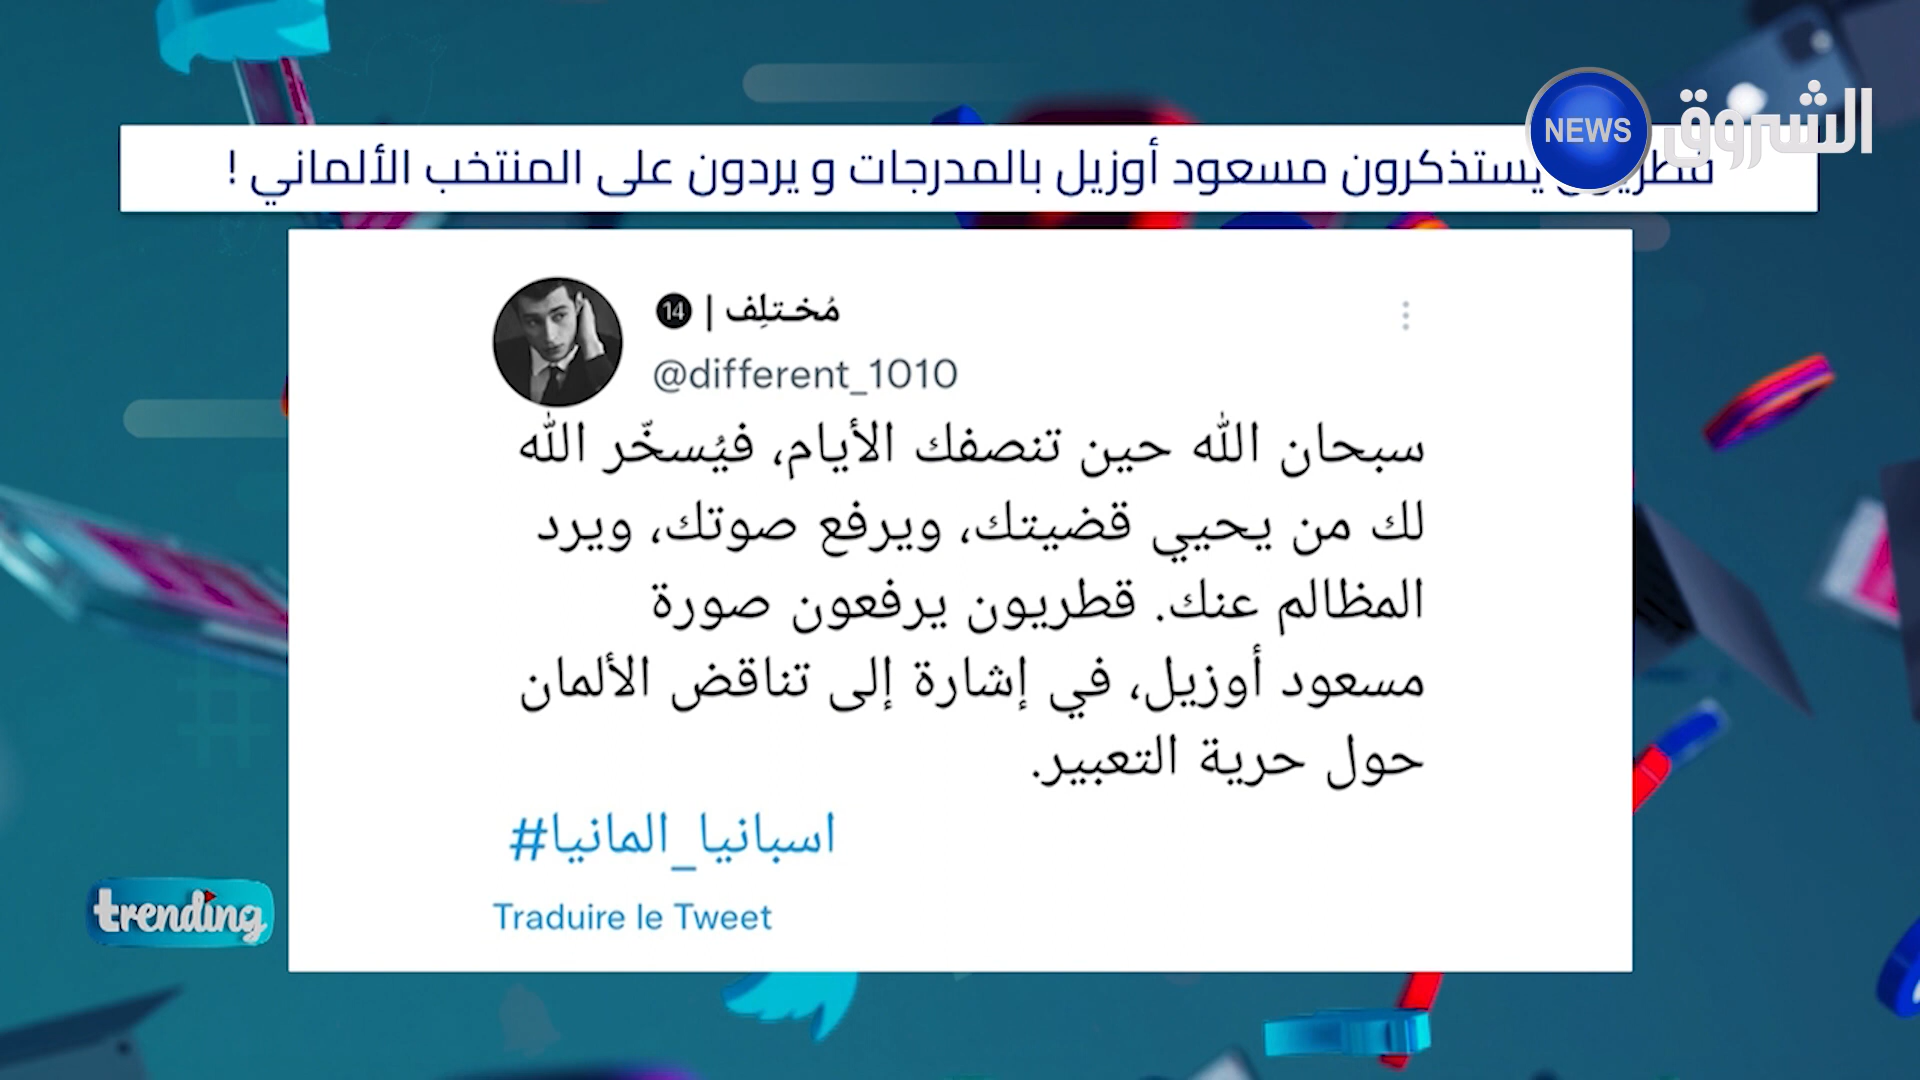 الشروق
NEWS
قطريون يستذكرون مسعود أوزيل بالمدرجات و يردون على المنتخب الألماني !
مُختلِف | 14
@different_1010
سبحان الله حين تنصفك الأيام، فيُسخّر الله
لك من يحيي قضيتك، ويرفع صوتك، ويرد
المظالم عنك. قطريون يرفعون صورة
مسعود أوزيل، في إشارة إلى تناقض الألمان
حول حرية التعبير.
#اسبانيا_المانيا
Traduire le Tweet
trending